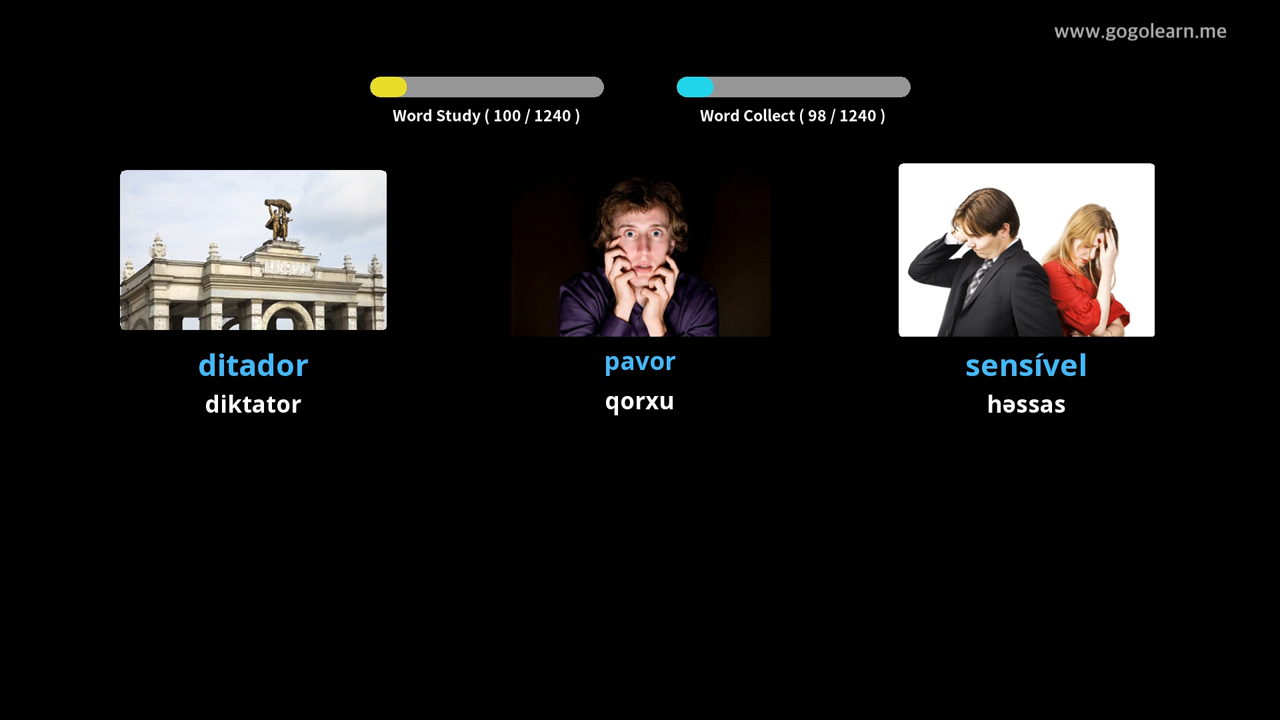 www.gogolearn.me
Word Study ( 100 / 1240 )
Word Collect ( 98 / 1240 )
ditador
pavor
sensível
diktator
qorxu
həssas